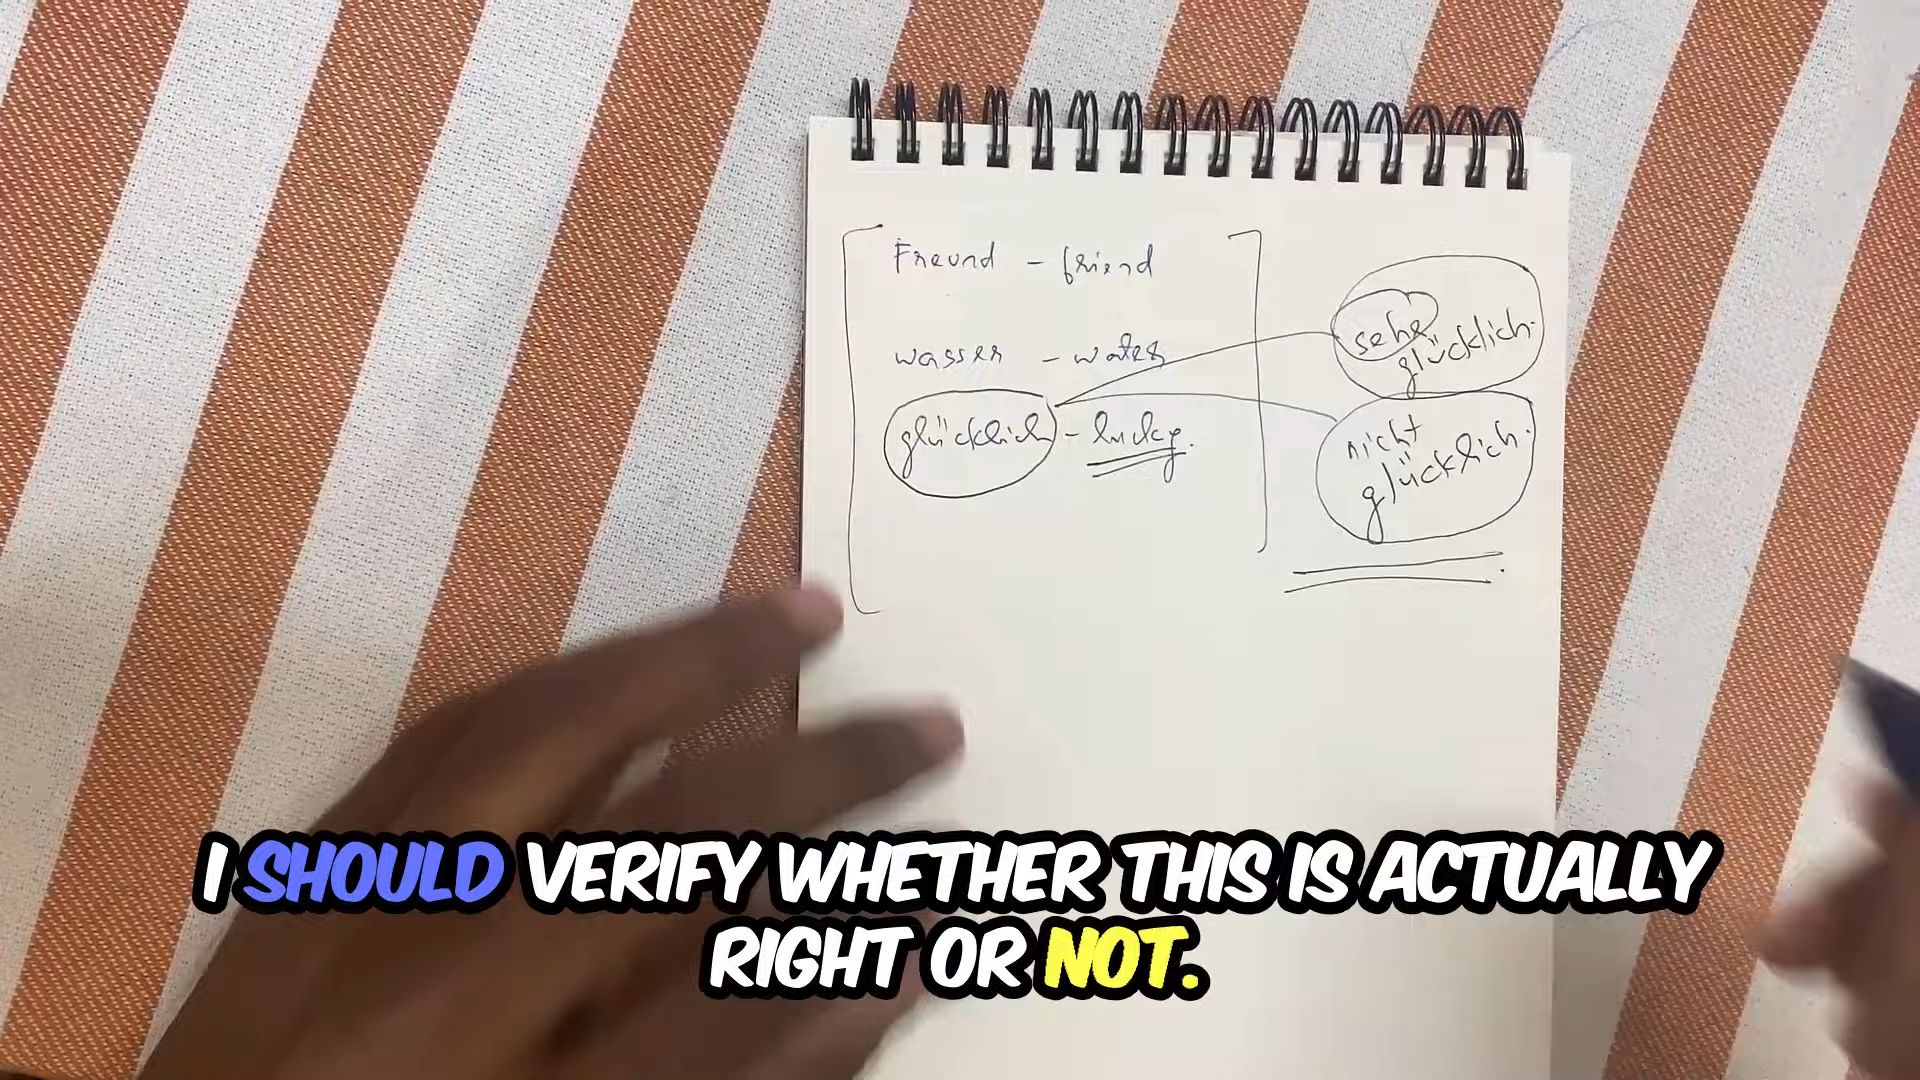 Freund - friend
wasser - water
glücklich - lucky.
sehr
glücklich.
nicht
glücklich.
I SHOULD VERIFY WHETHER THIS IS ACTUALLY
RIGHT OR NOT.